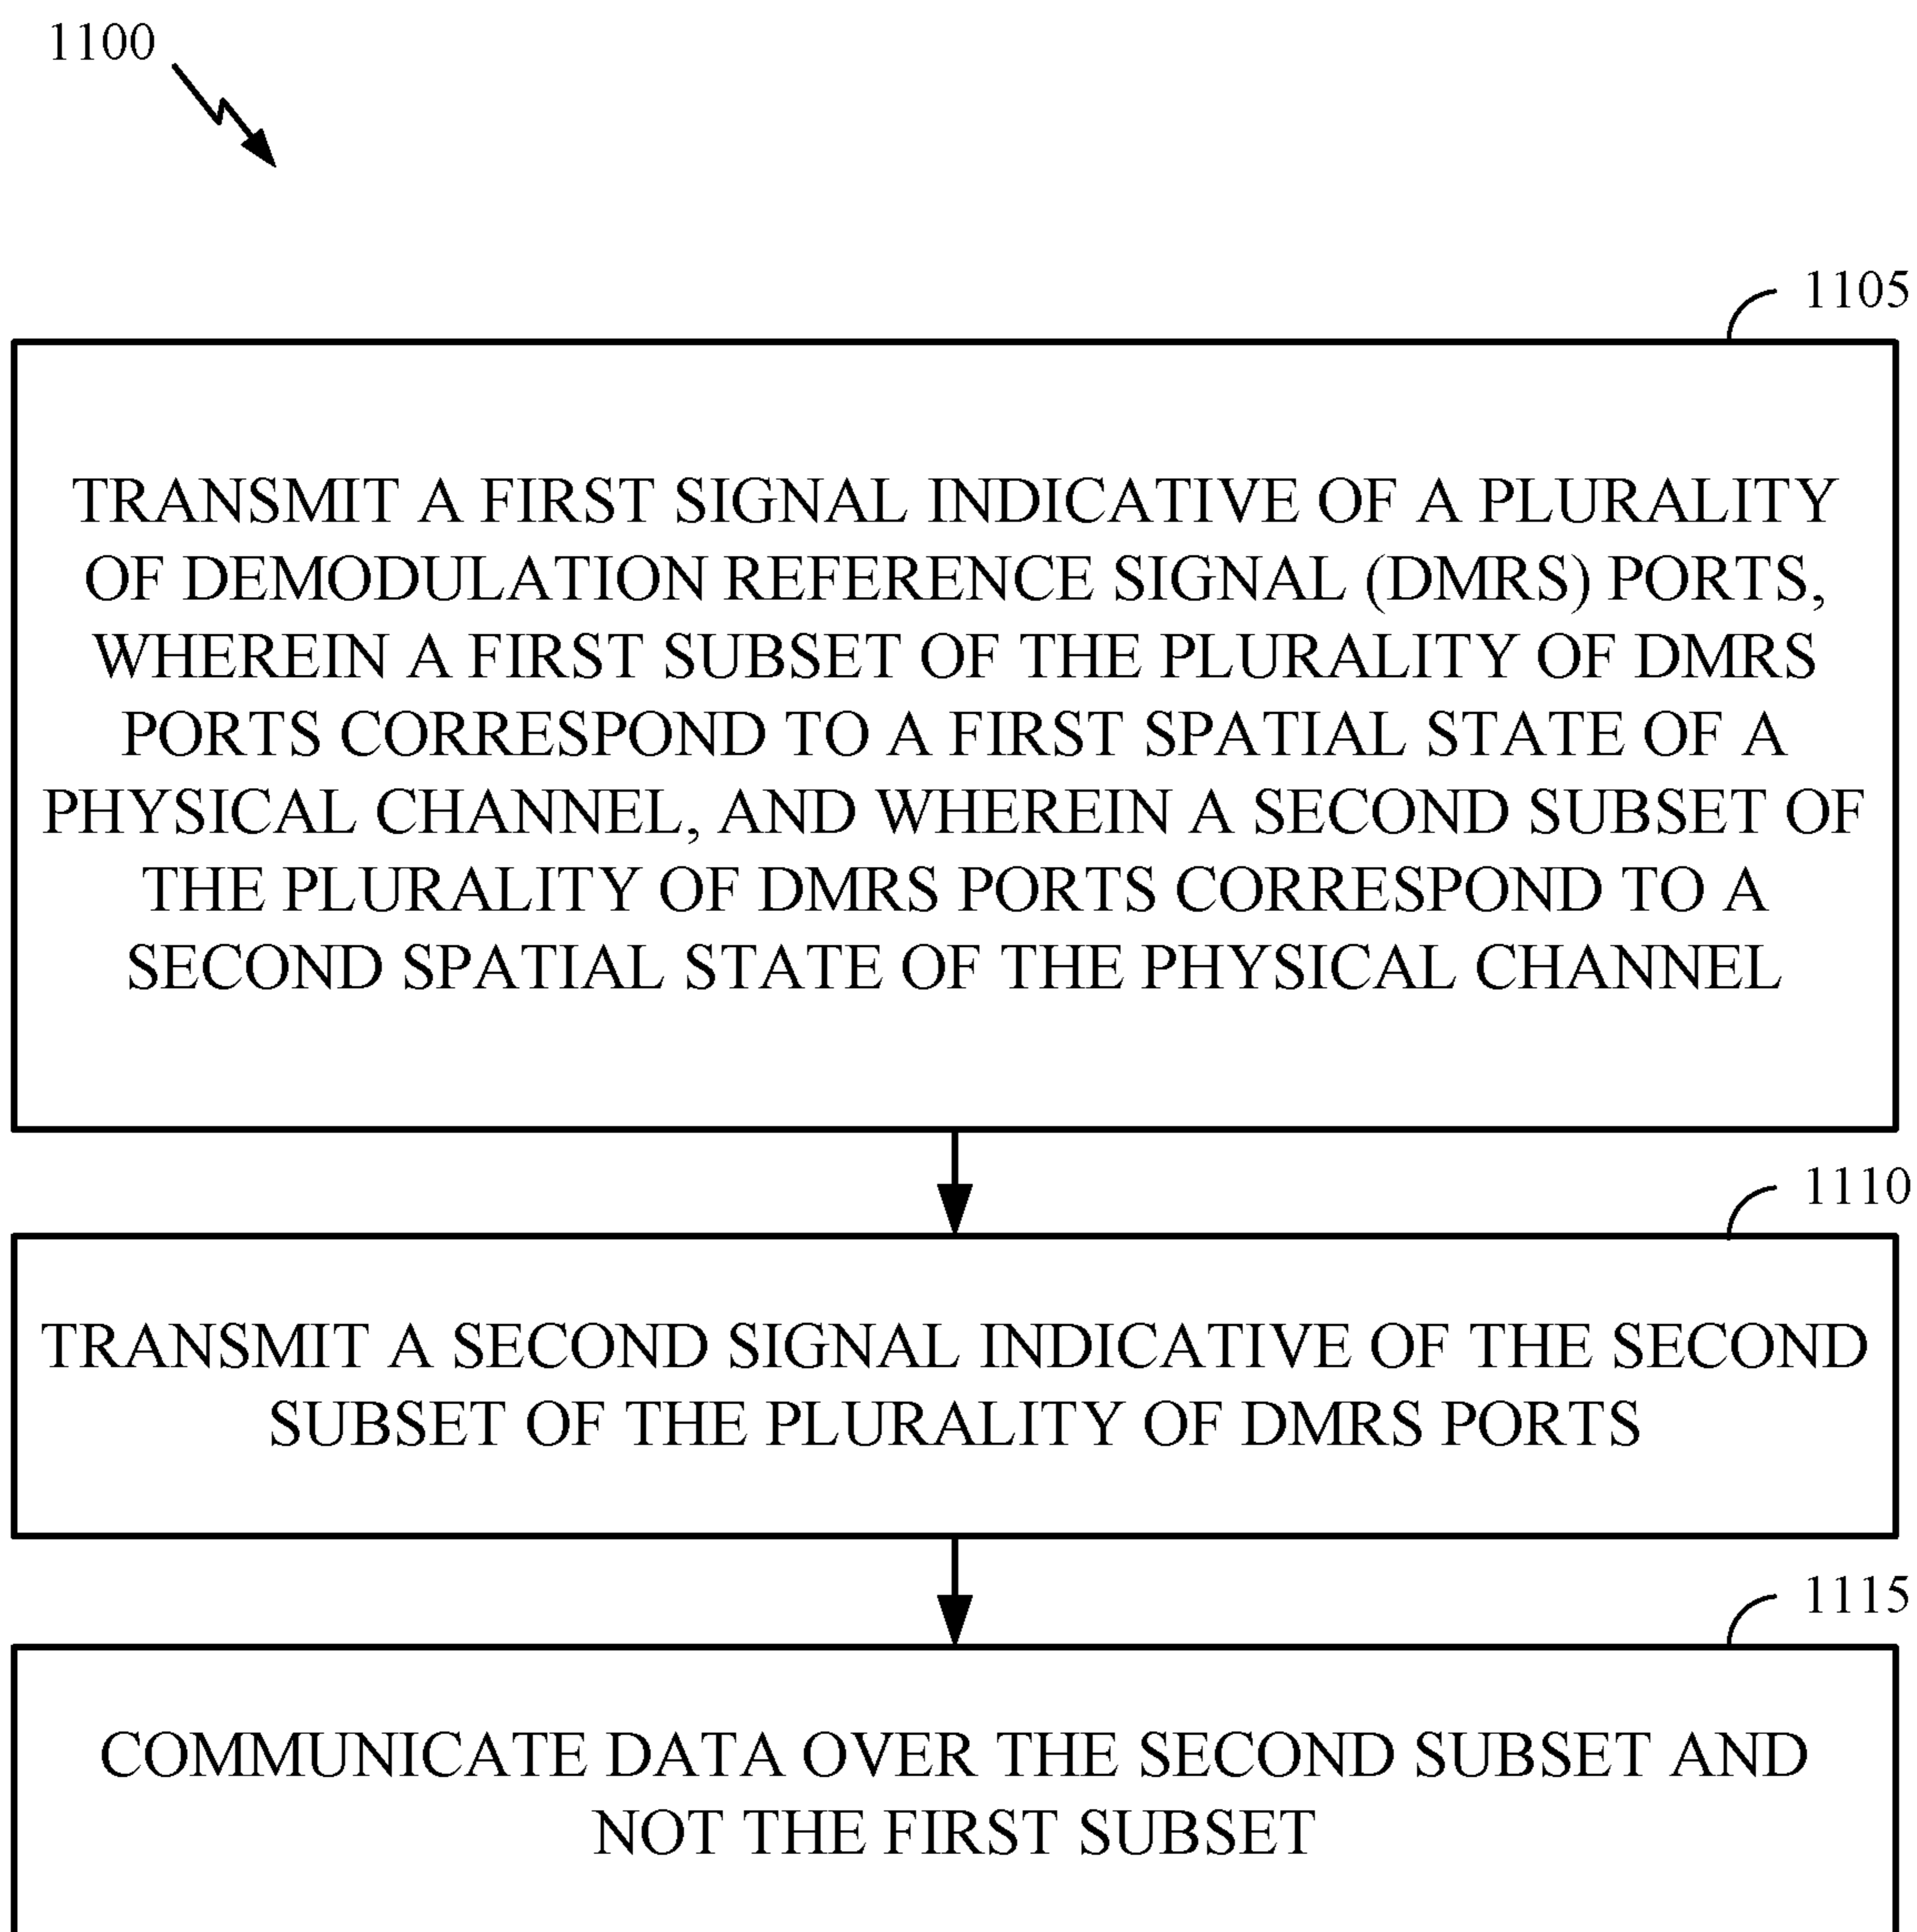 1100
1105
TRANSMIT A FIRST SIGNAL INDICATIVE OF A PLURALITY
OF DEMODULATION REFERENCE SIGNAL (DMRS) PORTS,
WHEREIN A FIRST SUBSET OF THE PLURALITY OF DMRS
PORTS CORRESPOND TO A FIRST SPATIAL STATE OF A
PHYSICAL CHANNEL, AND WHEREIN A SECOND SUBSET OF
THE PLURALITY OF DMRS PORTS CORRESPOND TO A
SECOND SPATIAL STATE OF THE PHYSICAL CHANNEL
1110
TRANSMIT A SECOND SIGNAL INDICATIVE OF THE SECOND
SUBSET OF THE PLURALITY OF DMRS PORTS
1115
COMMUNICATE DATA OVER THE SECOND SUBSET AND
NOT THE FIRST SUBSET